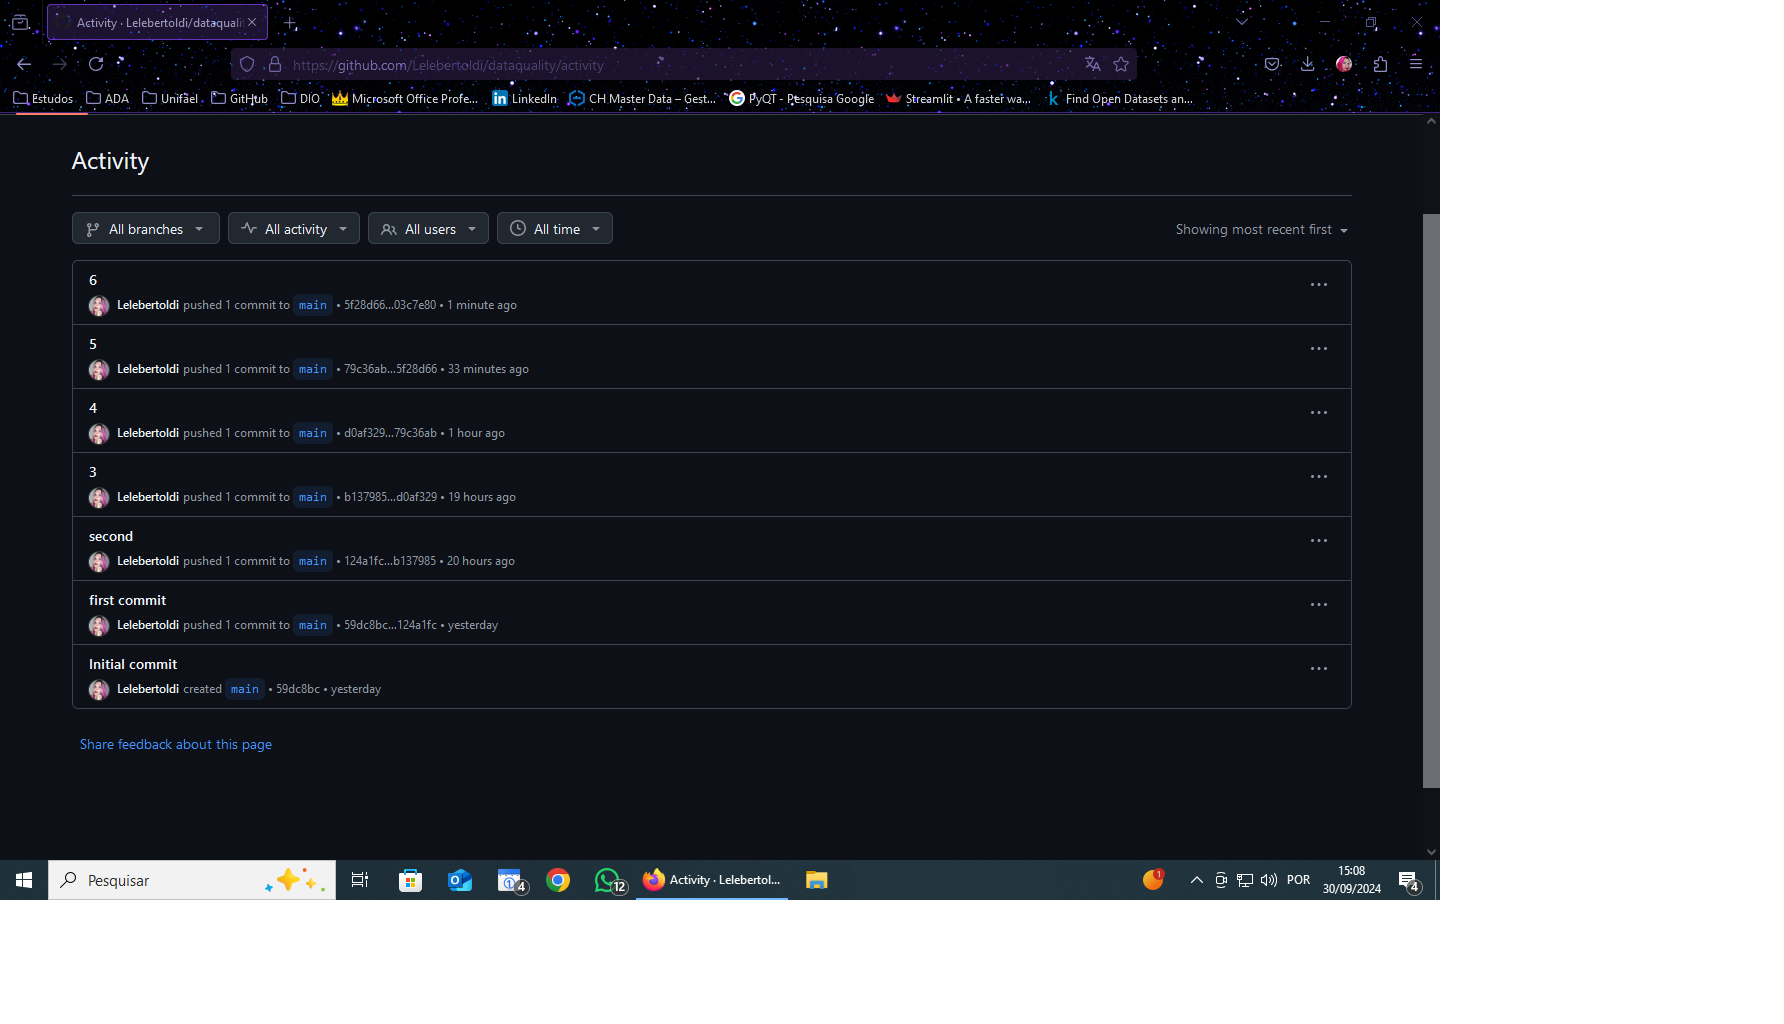 Activity · Lelebertoldi/dataqualit
https://github.com/Lelebertoldi/dataquality/activity
Estudos ADA Unifael GitHub DIO Microsoft Office Profe... LinkedIn CH Master Data – Gest... PyQT - Pesquisa Google Streamlit • A faster wa... Find Open Datasets an...
Activity
All branches All activity All users All time Showing most recent first
6
Lelebertoldi pushed 1 commit to main • 5f28d66...03c7e80 • 1 minute ago
5
Lelebertoldi pushed 1 commit to main • 79c36ab...5f28d66 • 33 minutes ago
4
Lelebertoldi pushed 1 commit to main • d0af329...79c36ab • 1 hour ago
3
Lelebertoldi pushed 1 commit to main • b137985...d0af329 • 19 hours ago
second
Lelebertoldi pushed 1 commit to main • 124a1fc...b137985 • 20 hours ago
first commit
Lelebertoldi pushed 1 commit to main • 59dc8bc...124a1fc • yesterday
Initial commit
Lelebertoldi created main • 59dc8bc • yesterday
Share feedback about this page
Pesquisar 4 12 Activity · Lelebertol... 1 POR 15:08
30/09/2024 4